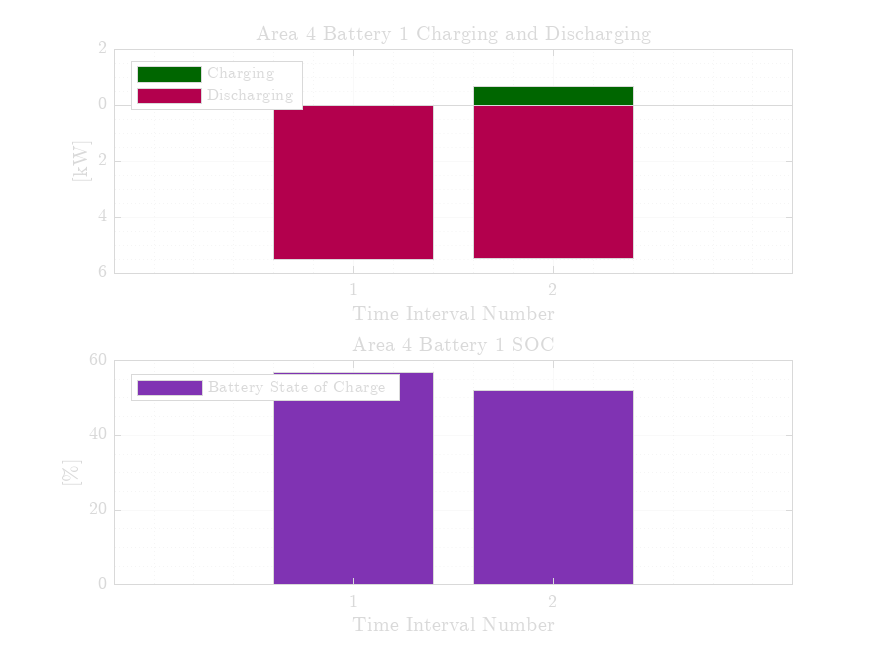 Area 4 Battery 1 Charging and Discharging
2
Charging
Discharging
0
2
4
6
[kW]
1
2
Time Interval Number
Area 4 Battery 1 SOC
60
Battery State of Charge
40
20
0
[%]
1
2
Time Interval Number